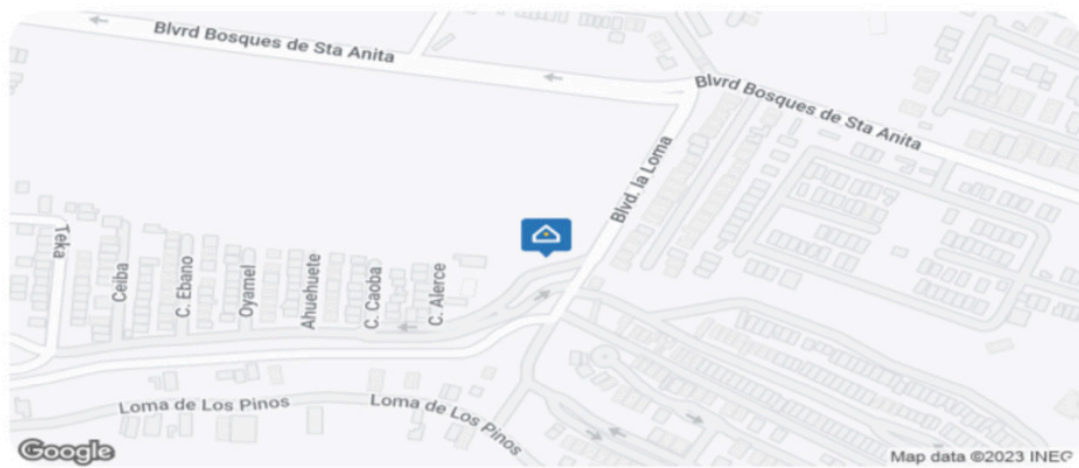 Blvrd Bosques de Sta Anita
Blvrd Bosques de Sta Anita
Blvd. la Loma
Teka
Ceiba
C. Ebano
Oyamel
Ahuehuete
C. Caoba
C. Alerce
Loma de Los Pinos
Loma de Los Pinos
Google
Map data ©2023 INEG